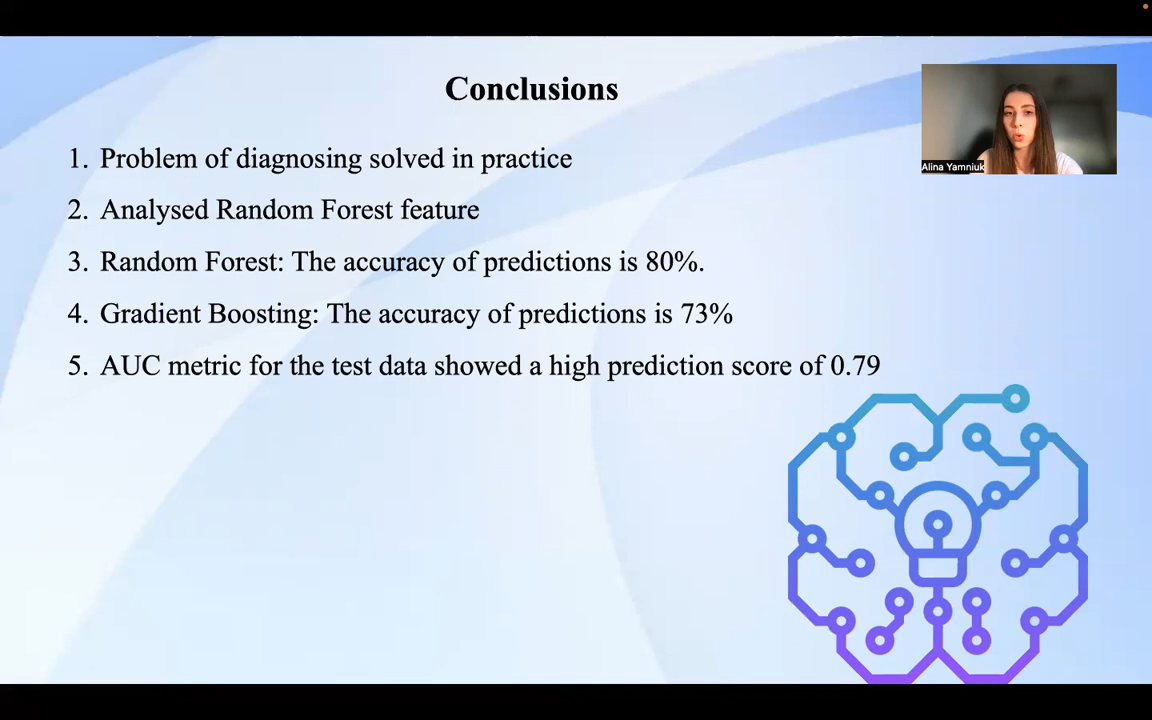 Conclusions
1. Problem of diagnosing solved in practice
2. Analysed Random Forest feature
3. Random Forest: The accuracy of predictions is 80%.
4. Gradient Boosting: The accuracy of predictions is 73%
5. AUC metric for the test data showed a high prediction score of 0.79
Alina Yamniuk